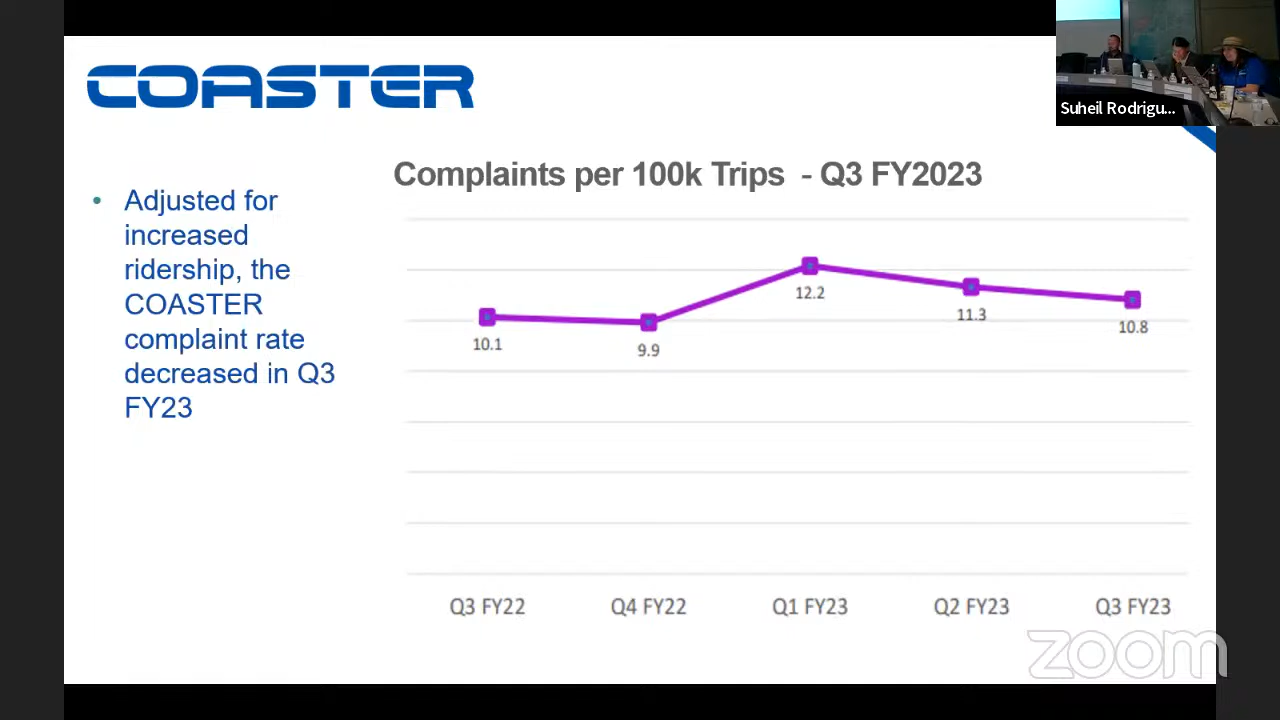 COASTER
Suheil Rodrigu...
Complaints per 100k Trips - Q3 FY2023
• Adjusted for
increased
ridership, the
COASTER
complaint rate
decreased in Q3
FY23
12.2
11.3
10.8
10.1
9.9
Q3 FY22 Q4 FY22 Q1 FY23 Q2 FY23 Q3 FY23
zoom